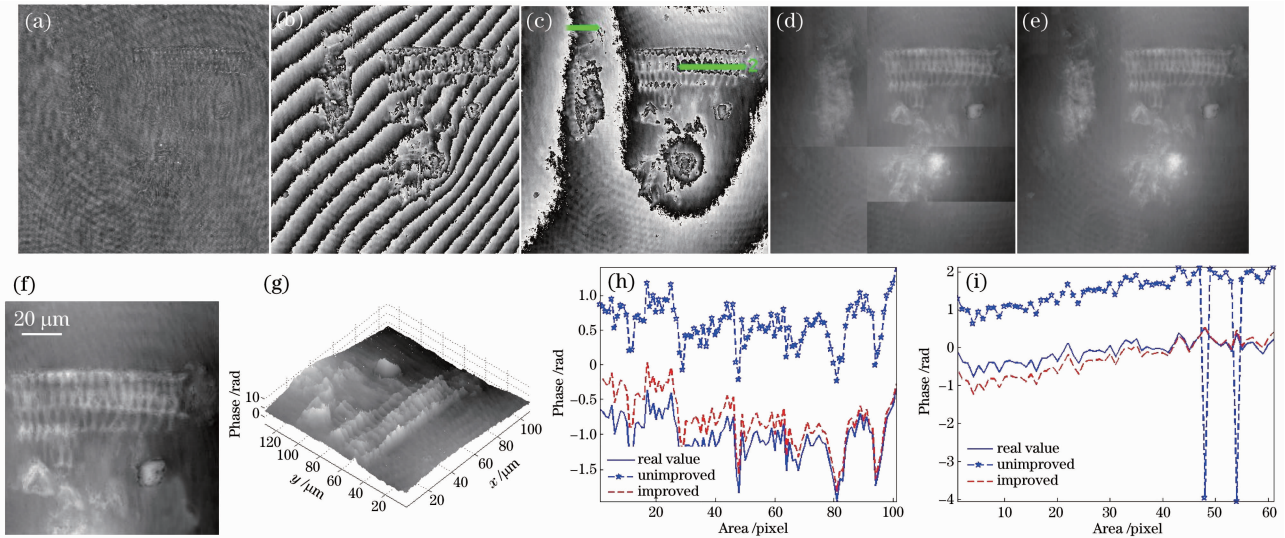 (a)
(b)
(c)
(d)
(e)
2
(f)
20 μm
(g)
Phase /rad
10
0
120
100
80
60
40
20
y /μm
20
40
60
80
100
x /μm
(h)
Phase /rad
1.0
0.5
0
−0.5
−1.0
−1.5
real value
unimproved
improved
20
40
60
80
100
Area /pixel
(i)
Phase /rad
2
1
0
−1
−2
−3
−4
real value
unimproved
improved
10
20
30
40
50
60
Area /pixel